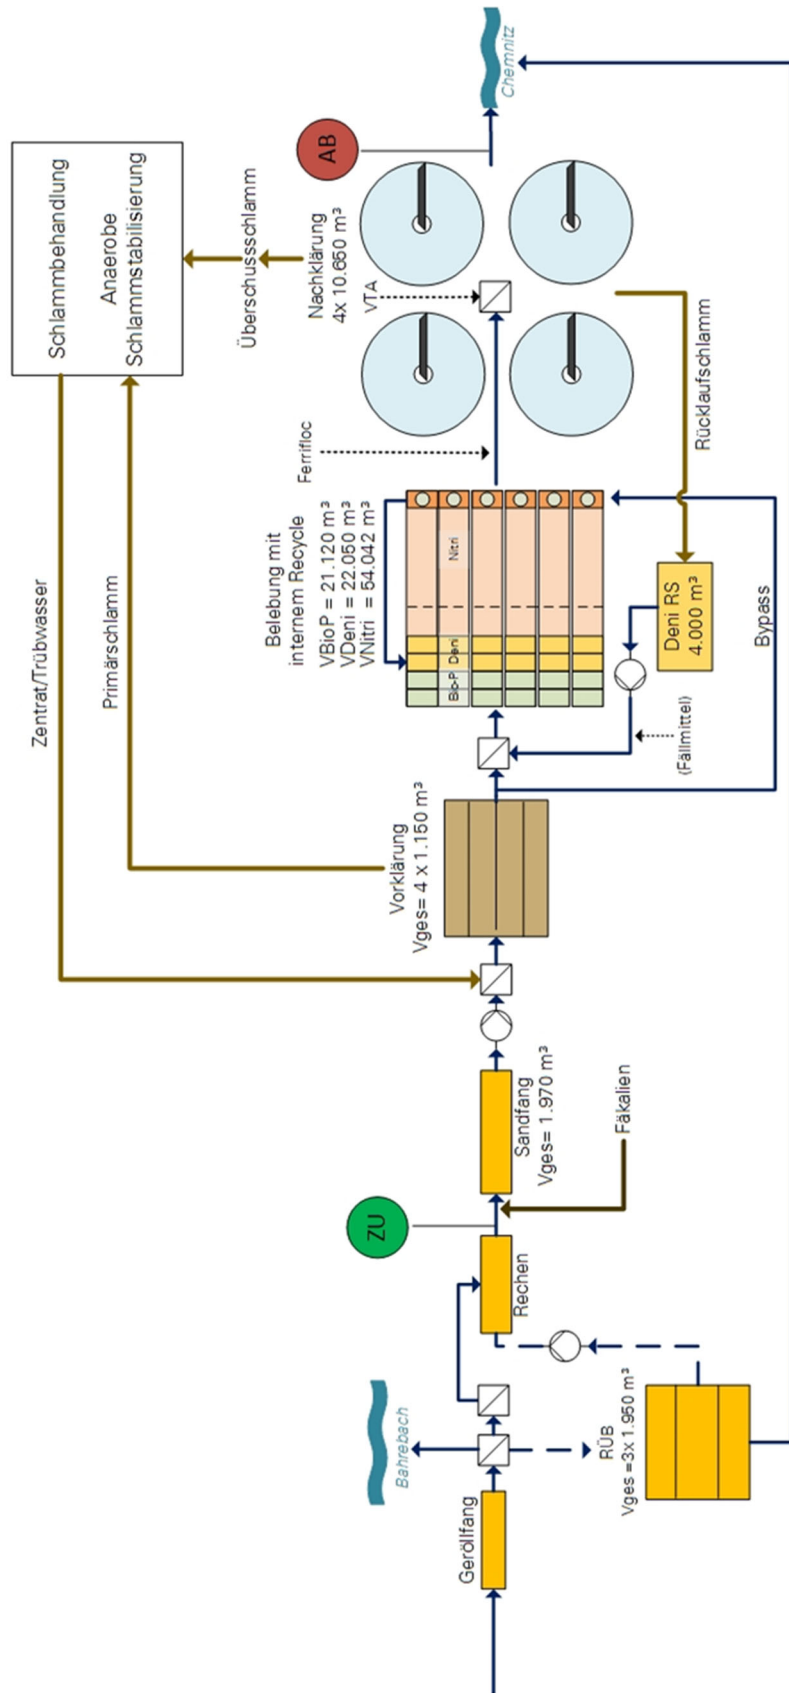 Geröllfang
Bahrebach
RÜB
Vges =3x 1.950 m³
Rechen
ZU
Sandfang
Vges= 1.970 m³
Fäkalien
Zentrat/Trübwasser
Primärschlamm
Vorklärung
Vges= 4 x 1.150 m³
Belebung mit
internem Recycle
VBioP = 21.120 m³
VDeni = 22.050 m³
VNitri = 54.042 m³
Bio-P
Deni
Nitri
(Fällmittel)
Deni RS
4.000 m³
Bypass
Rücklaufschlamm
Ferrifloc
VTA
Nachklärung
4x 10.650 m³
Überschussschlamm
Schlammbehandlung
Anaerobe
Schlammstabilisierung
AB
Chemnitz